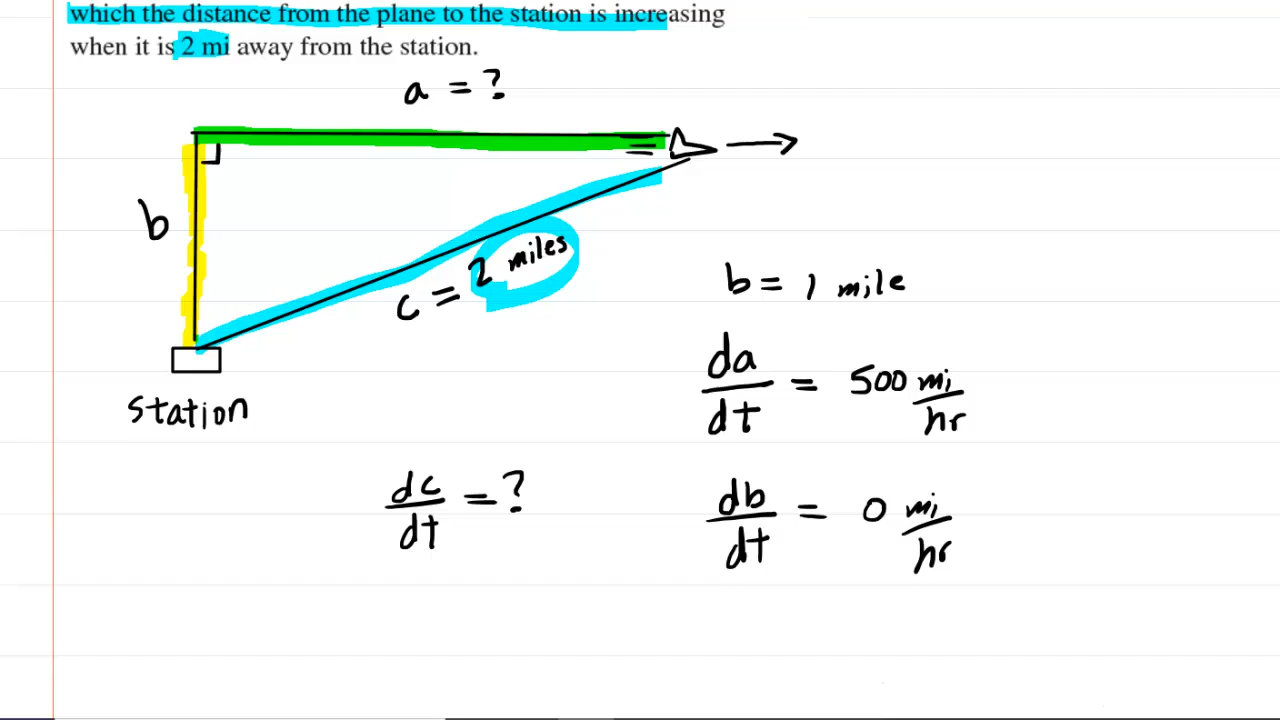 which the distance from the plane to the station is increasing
when it is 2 mi away from the station.
a = ?
b
c = 2 miles
b = 1 mile
da/dt = 500 mi/hr
station
dc/dt = ?
db/dt = 0 mi/hr